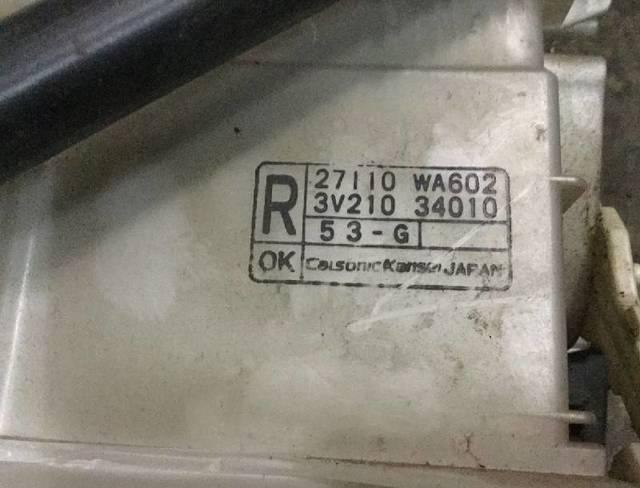 R
27110 WA602
3V210 34010
53-G
OK
CalsonicKansei JAPAN